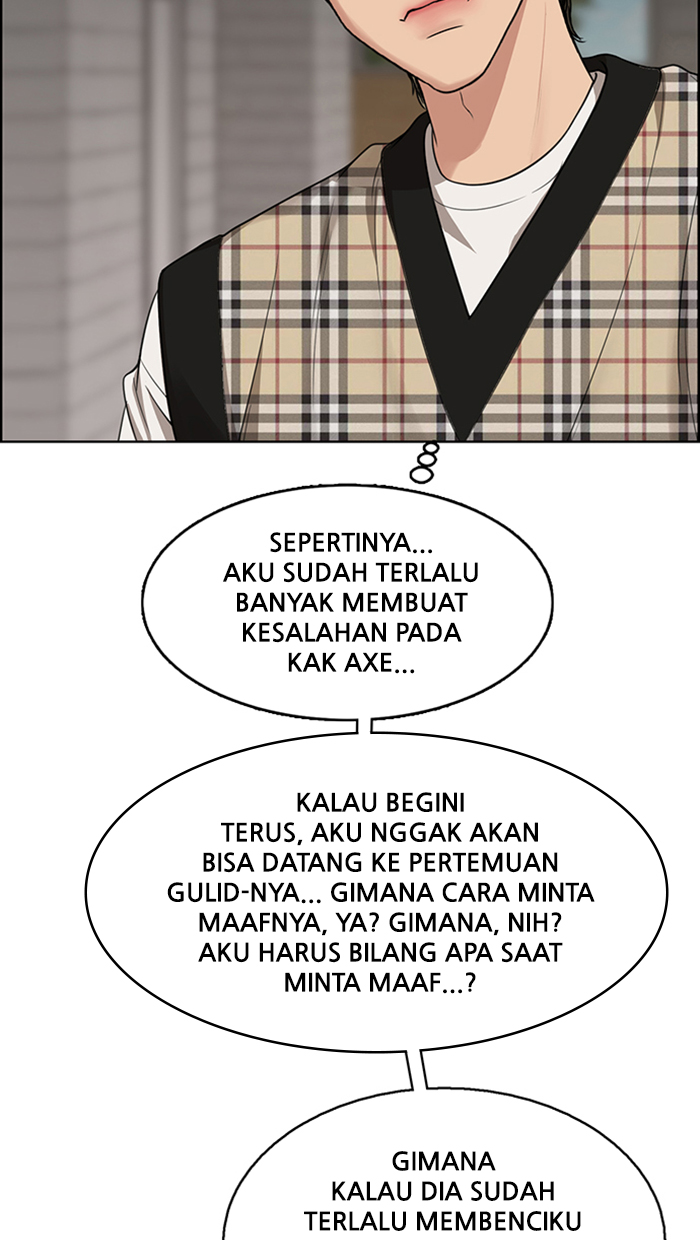 SEPERTINYA...
AKU SUDAH TERLALU
BANYAK MEMBUAT
KESALAHAN PADA
KAK AXE...
KALAU BEGINI
TERUS, AKU NGGAK AKAN
BISA DATANG KE PERTEMUAN
GULID-NYA... GIMANA CARA MINTA
MAAFNYA, YA? GIMANA, NIH?
AKU HARUS BILANG APA SAAT
MINTA MAAF...?
GIMANA
KALAU DIA SUDAH
TERLALU MEMBENCIKU